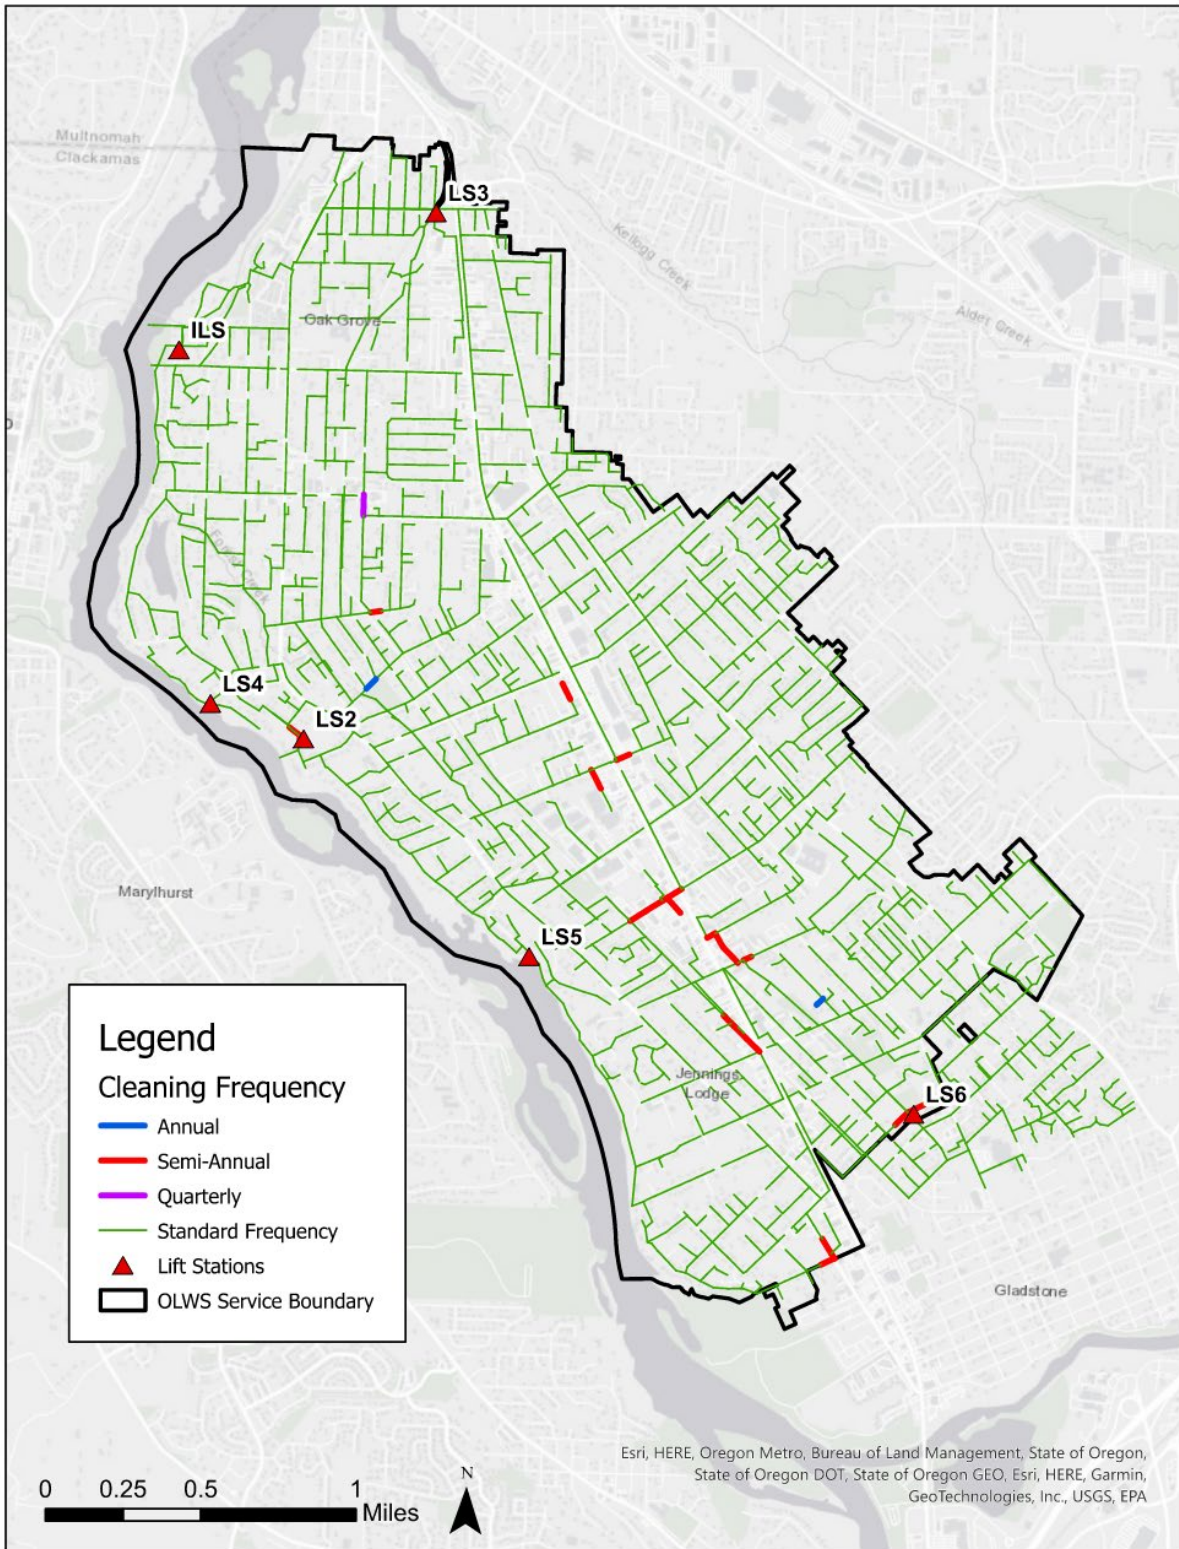 Multnomah
Clackamas
LS3
Kellogg Creek
Alder Creek
Oak Grove
ILS
Forest Creek
LS4
LS2
Marylhurst
LS5
Jennings
Lodge
LS6
Gladstone
Legend
Cleaning Frequency
Annual
Semi-Annual
Quarterly
Standard Frequency
Lift Stations
OLWS Service Boundary
0 0.25 0.5 1
Miles
N
Esri, HERE, Oregon Metro, Bureau of Land Management, State of Oregon,
State of Oregon DOT, State of Oregon GEO, Esri, HERE, Garmin,
GeoTechnologies, Inc., USGS, EPA